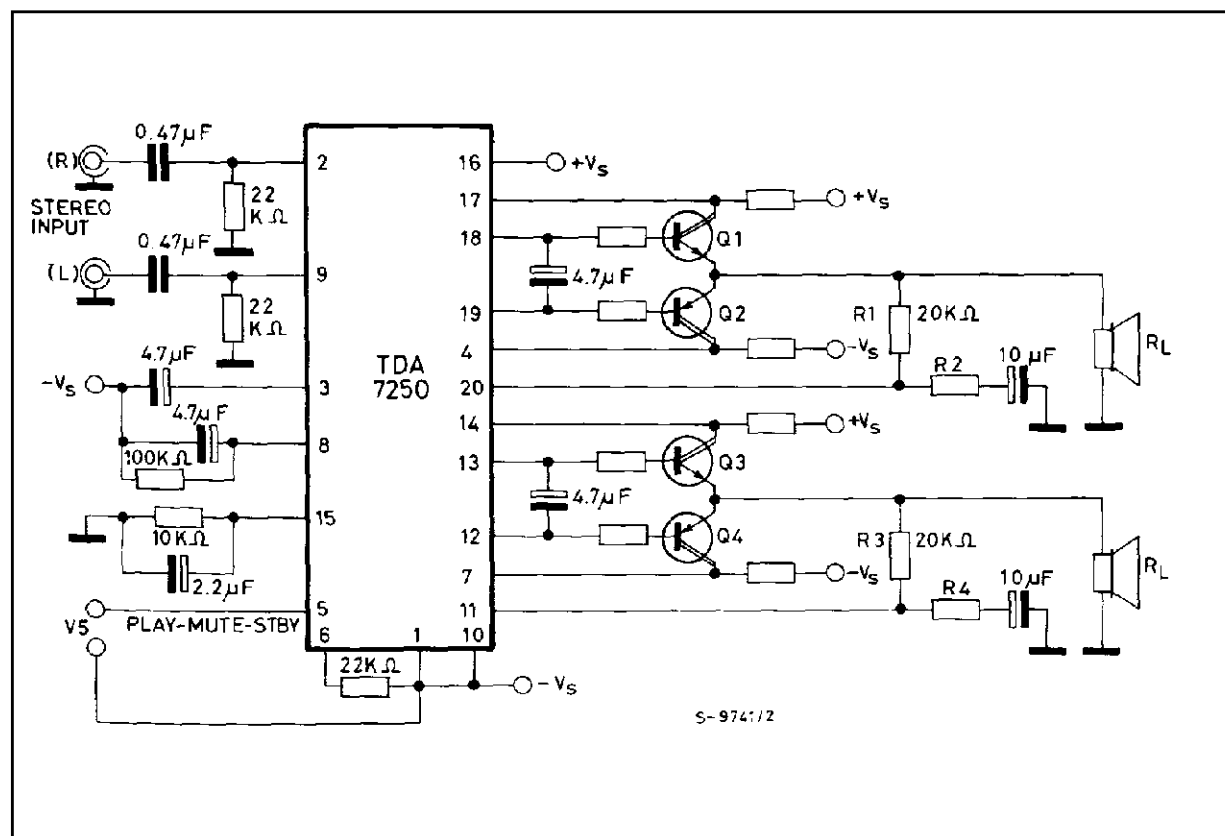 0.47µF
(R)
STEREO
INPUT
22
KΩ
0.47µF
(L)
22
KΩ
4.7µF
-Vs
4.7µF
100KΩ
10KΩ
2.2µF
V5
PLAY-MUTE-STBY
22KΩ
-Vs
TDA
7250
2
9
3
8
15
5
6
1
10
16
17
18
19
4
20
14
13
12
7
11
+Vs
+Vs
Q1
4.7µF
Q2
-Vs
R1
20KΩ
R2
10µF
RL
+Vs
Q3
4.7µF
Q4
-Vs
R3
20KΩ
R4
10µF
RL
S-9741/2